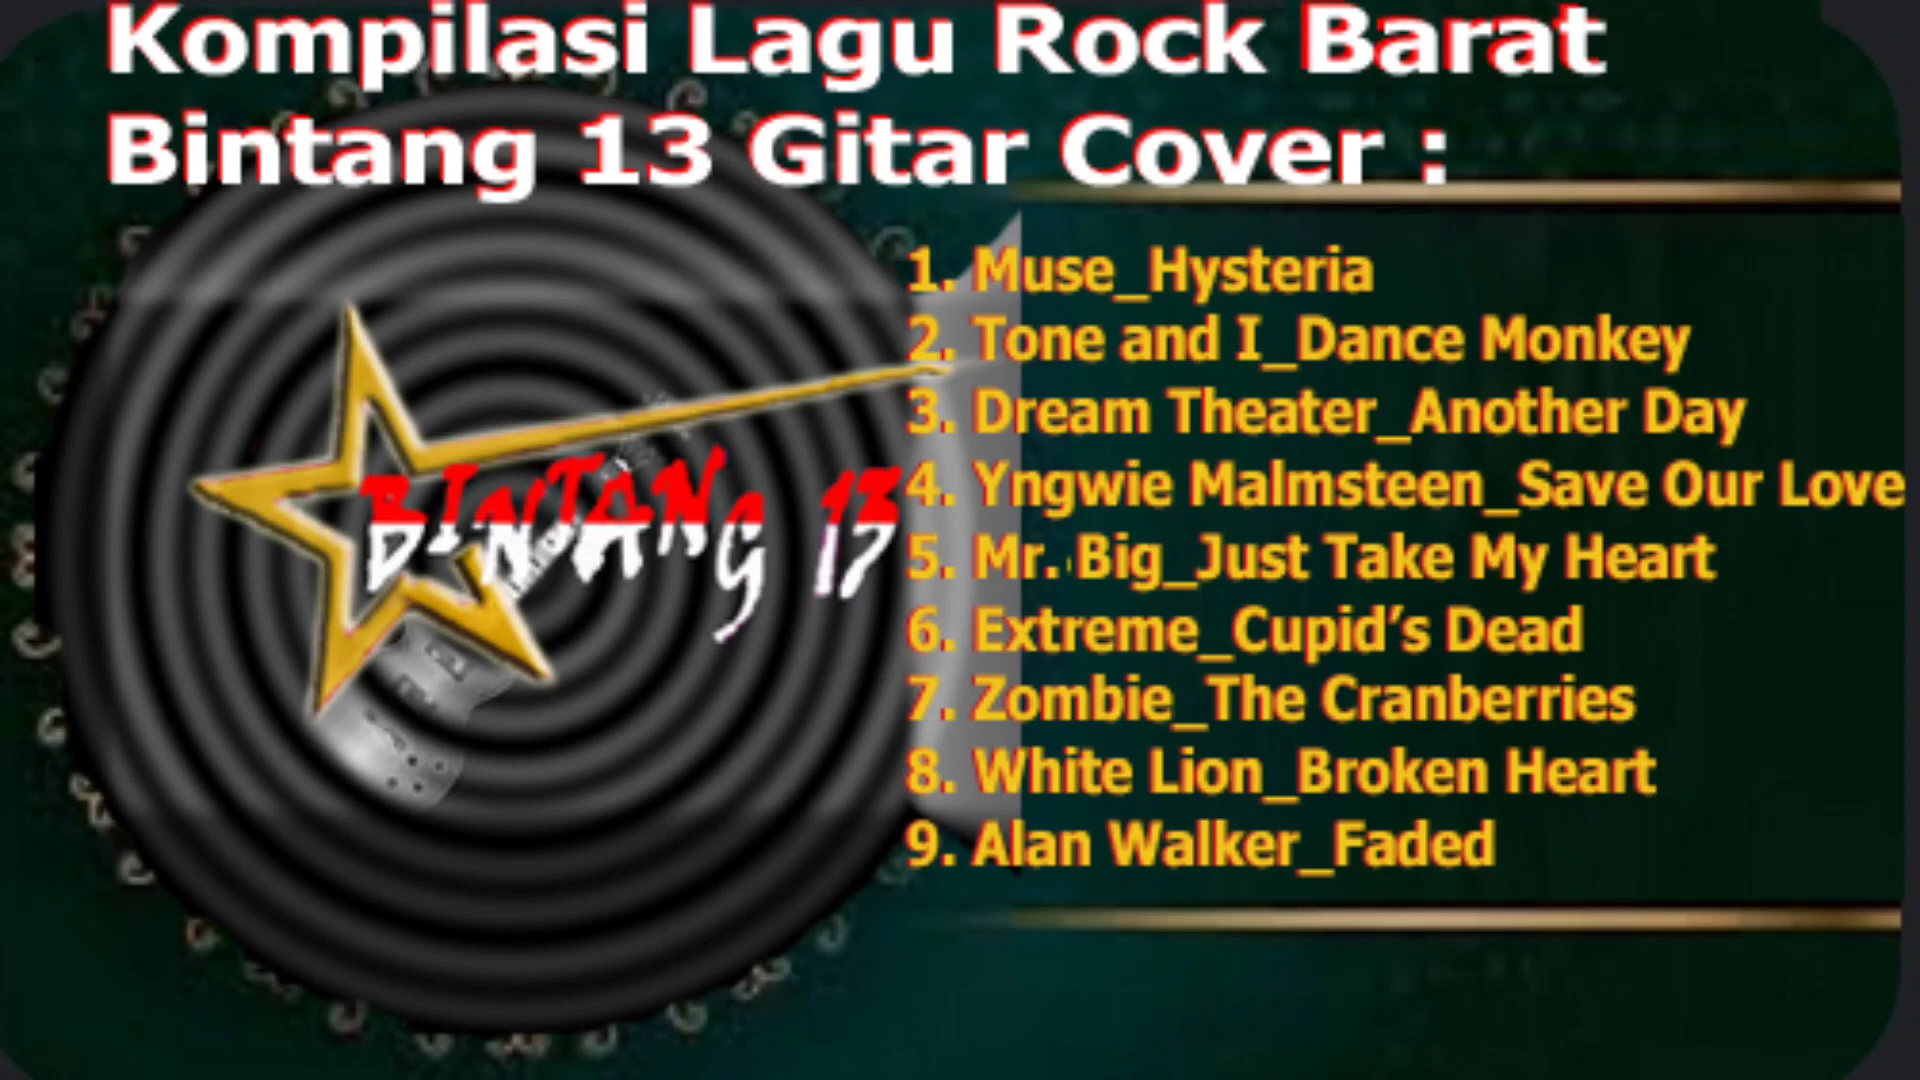 Kompilasi Lagu Rock Barat
Bintang 13 Gitar Cover :
1. Muse_Hysteria
2. Tone and I_Dance Monkey
3. Dream Theater_Another Day
BINTANG 13
4. Yngwie Malmsteen_Save Our Love
5. Mr. Big_Just Take My Heart
6. Extreme_Cupid’s Dead
7. Zombie_The Cranberries
8. White Lion_Broken Heart
9. Alan Walker_Faded